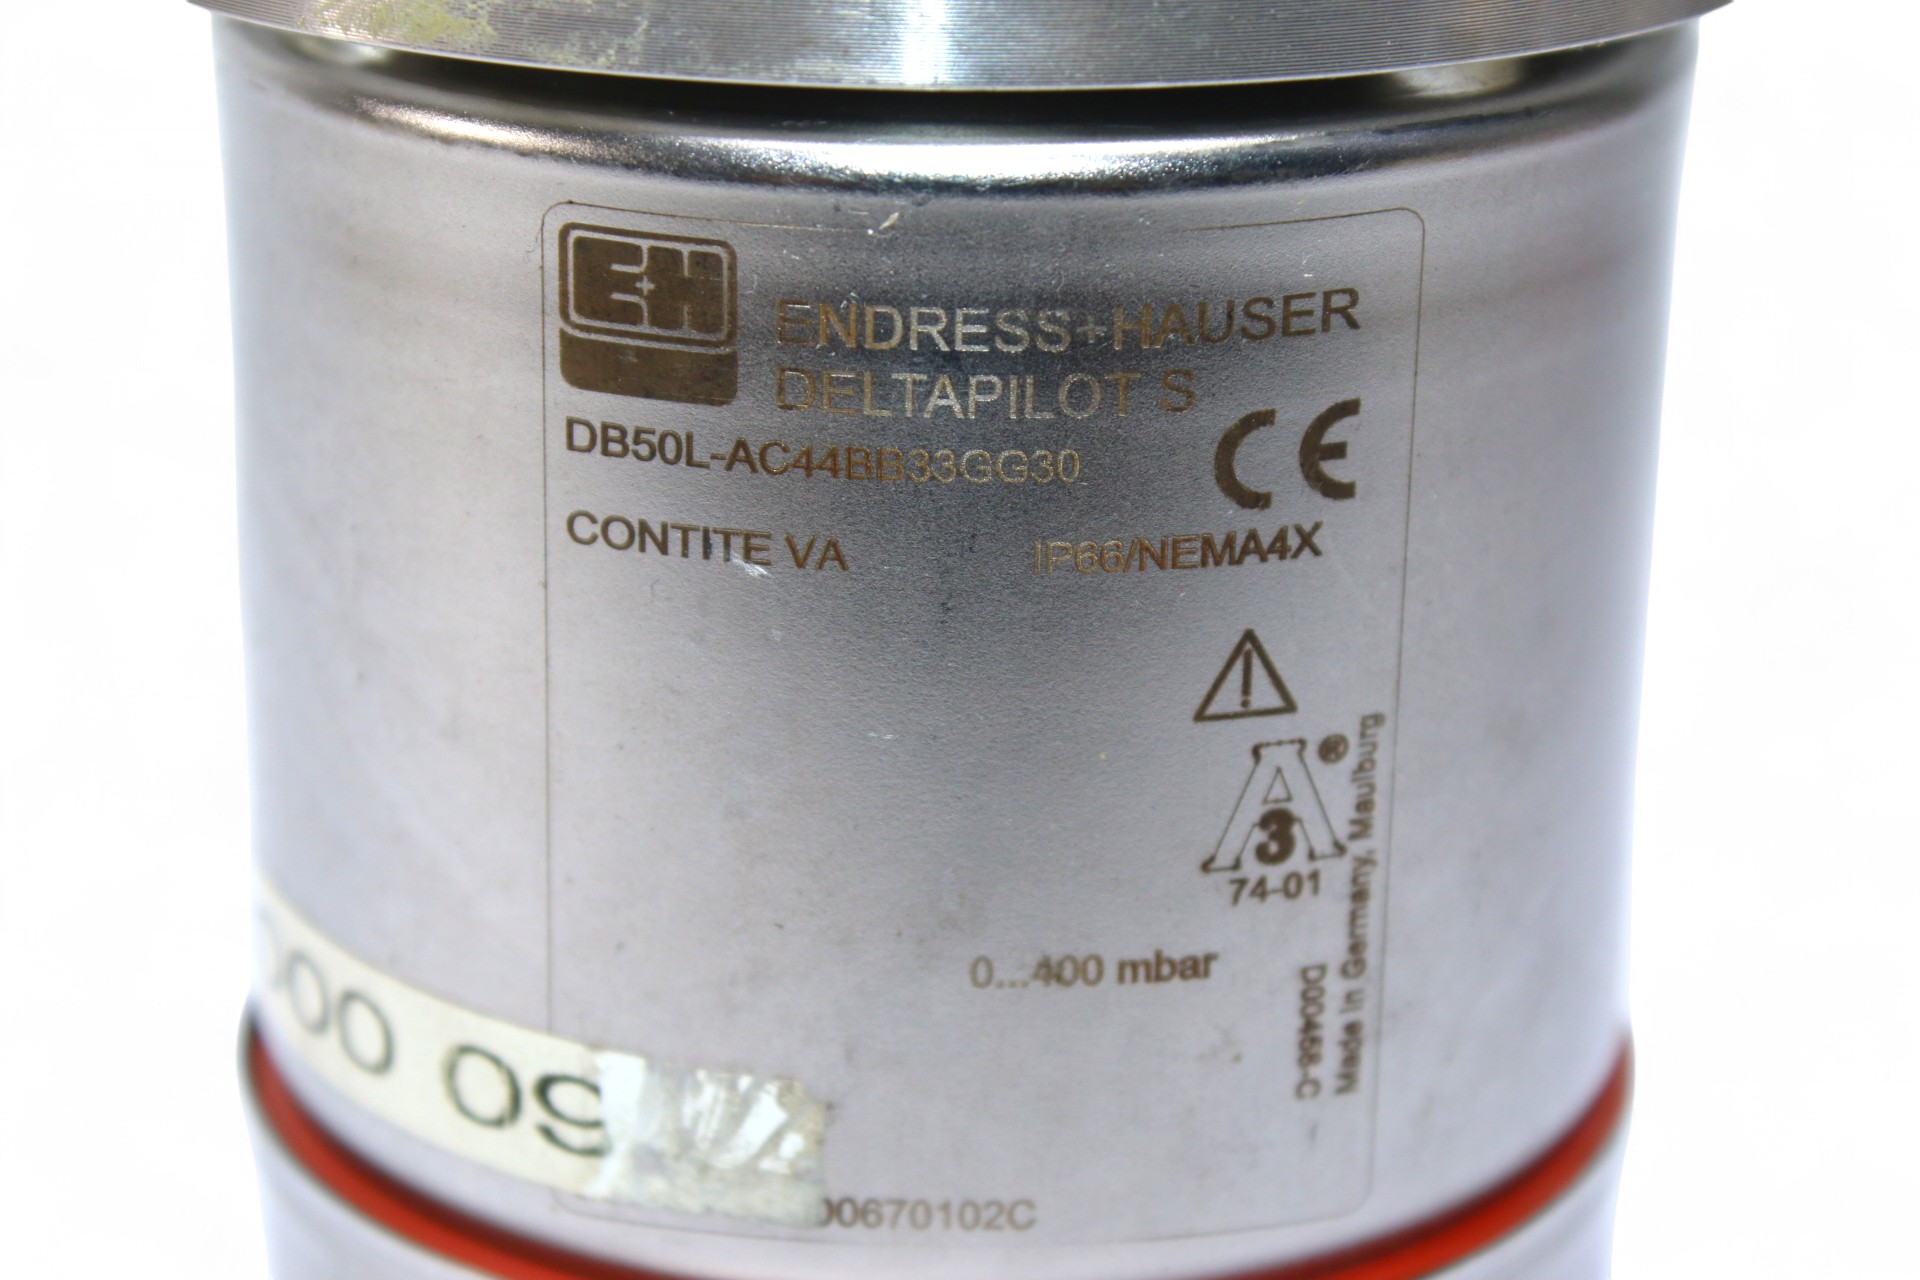 E+H
ENDRESS+HAUSER
DELTAPILOT S
DB50L-AC44BB33GG30
CE
CONTITE VA
IP66/NEMA4X
A ®
3
74-01
Made in Germany, Maulburg
D00468-C
0...400 mbar
000 09
00670102C